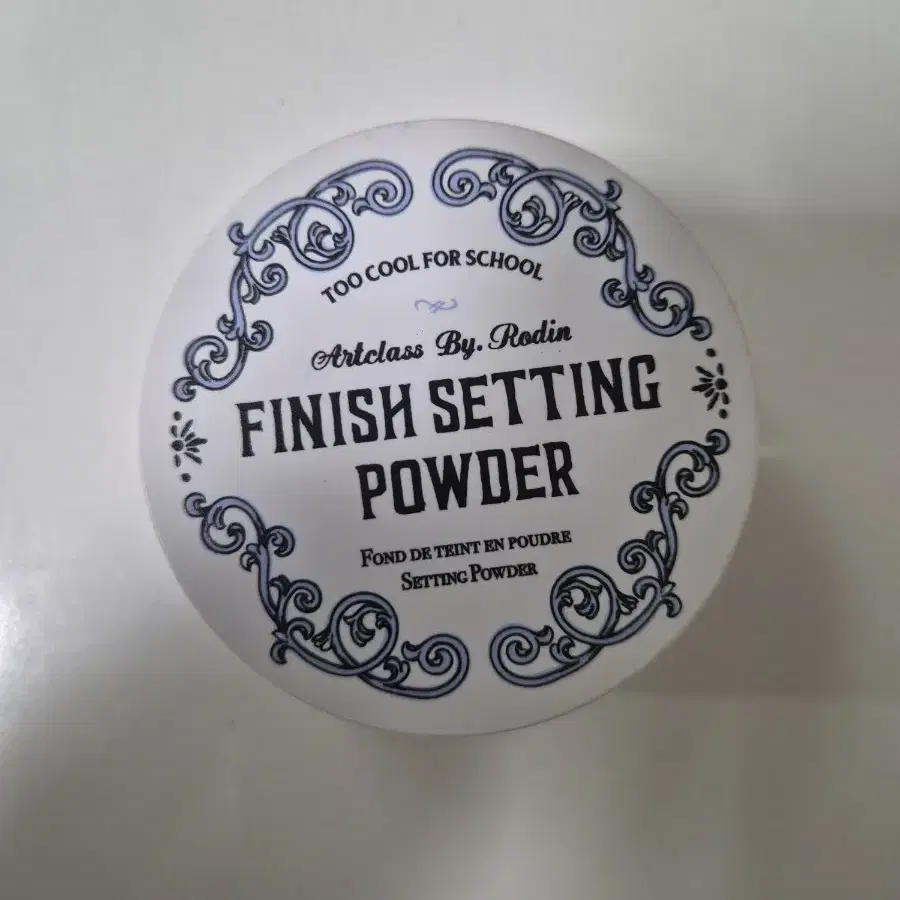 TOO COOL FOR SCHOOL
Artclass By. Rodin
FINISH SETTING
POWDER
FOND DE TEINT EN POUDRE
SETTING POWDER